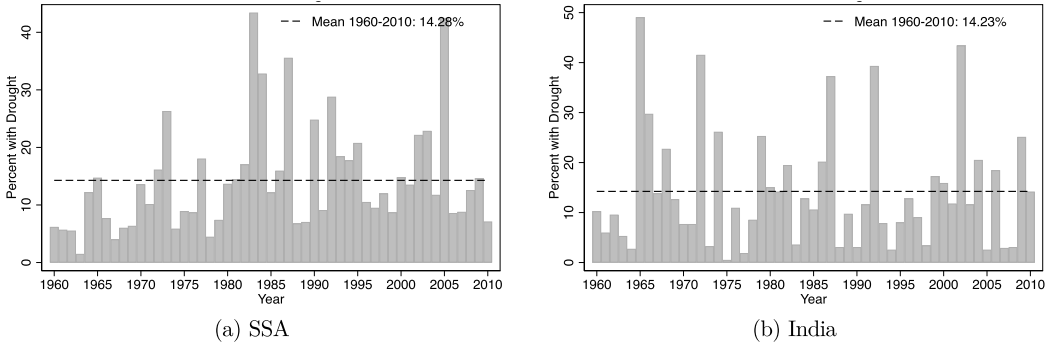 Mean 1960-2010: 14.28%
Percent with Drought
40
30
20
10
0
1960 1965 1970 1975 1980 1985 1990 1995 2000 2005 2010
Year
(a) SSA
Mean 1960-2010: 14.23%
Percent with Drought
50
40
30
20
10
0
1960 1965 1970 1975 1980 1985 1990 1995 2000 2005 2010
Year
(b) India